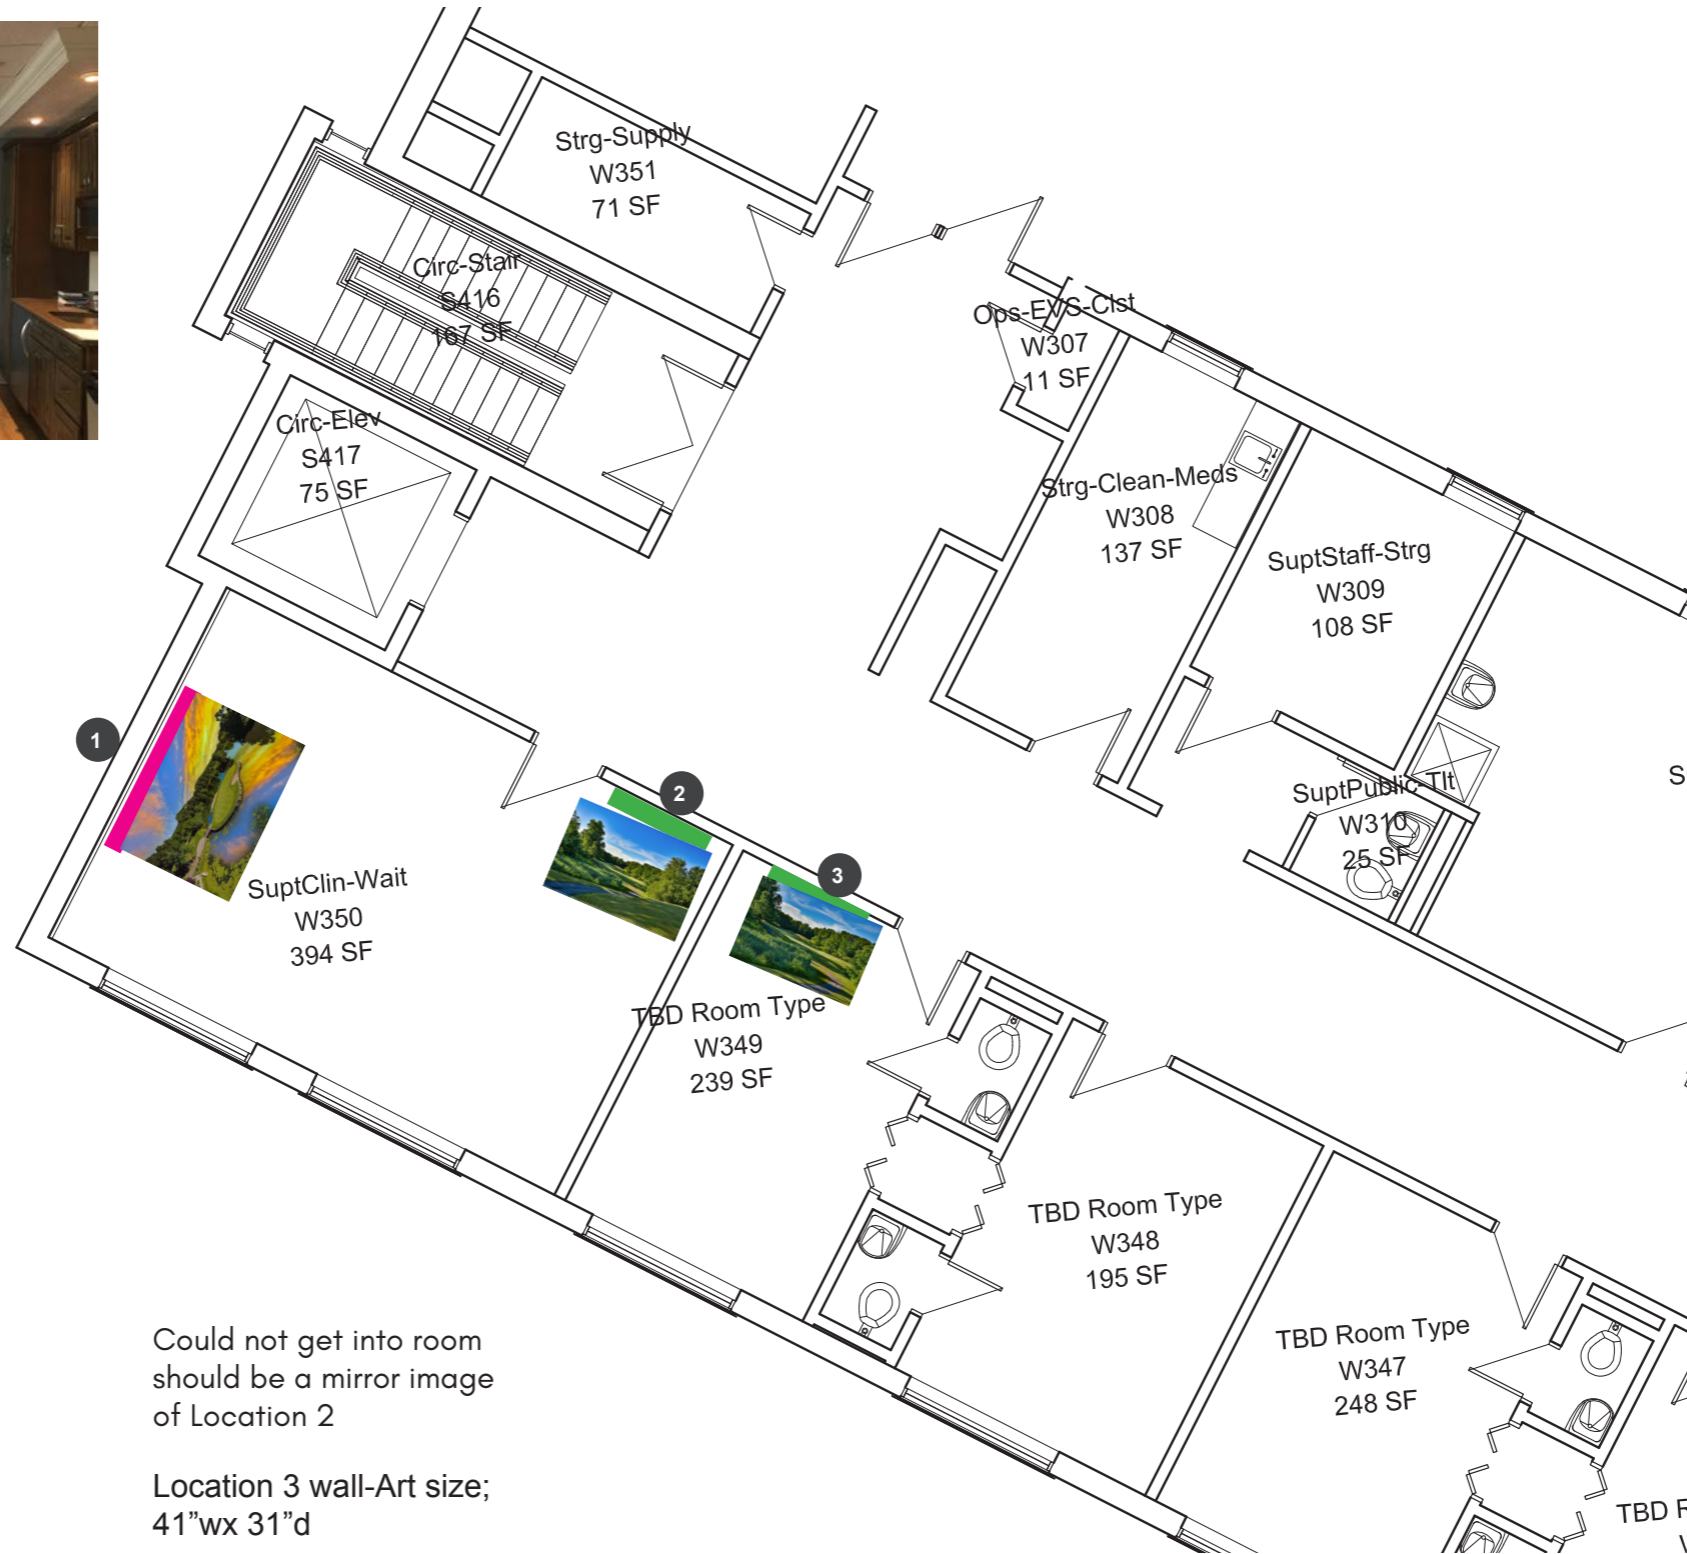 Strg-Supply
W351
71 SF
Circ-Stair
S416
167 SF
Ops-EVS-Clst
W307
11 SF
Circ-Elev
S417
75 SF
Strg-Clean-Meds
W308
137 SF
SuptStaff-Strg
W309
108 SF
1
2
3
SuptPublic-Tlt
W310
25 SF
S
SuptClin-Wait
W350
394 SF
TBD Room Type
W349
239 SF
TBD Room Type
W348
195 SF
TBD Room Type
W347
248 SF
TBD R
Could not get into room
should be a mirror image
of Location 2
Location 3 wall-Art size;
41”wx 31”d